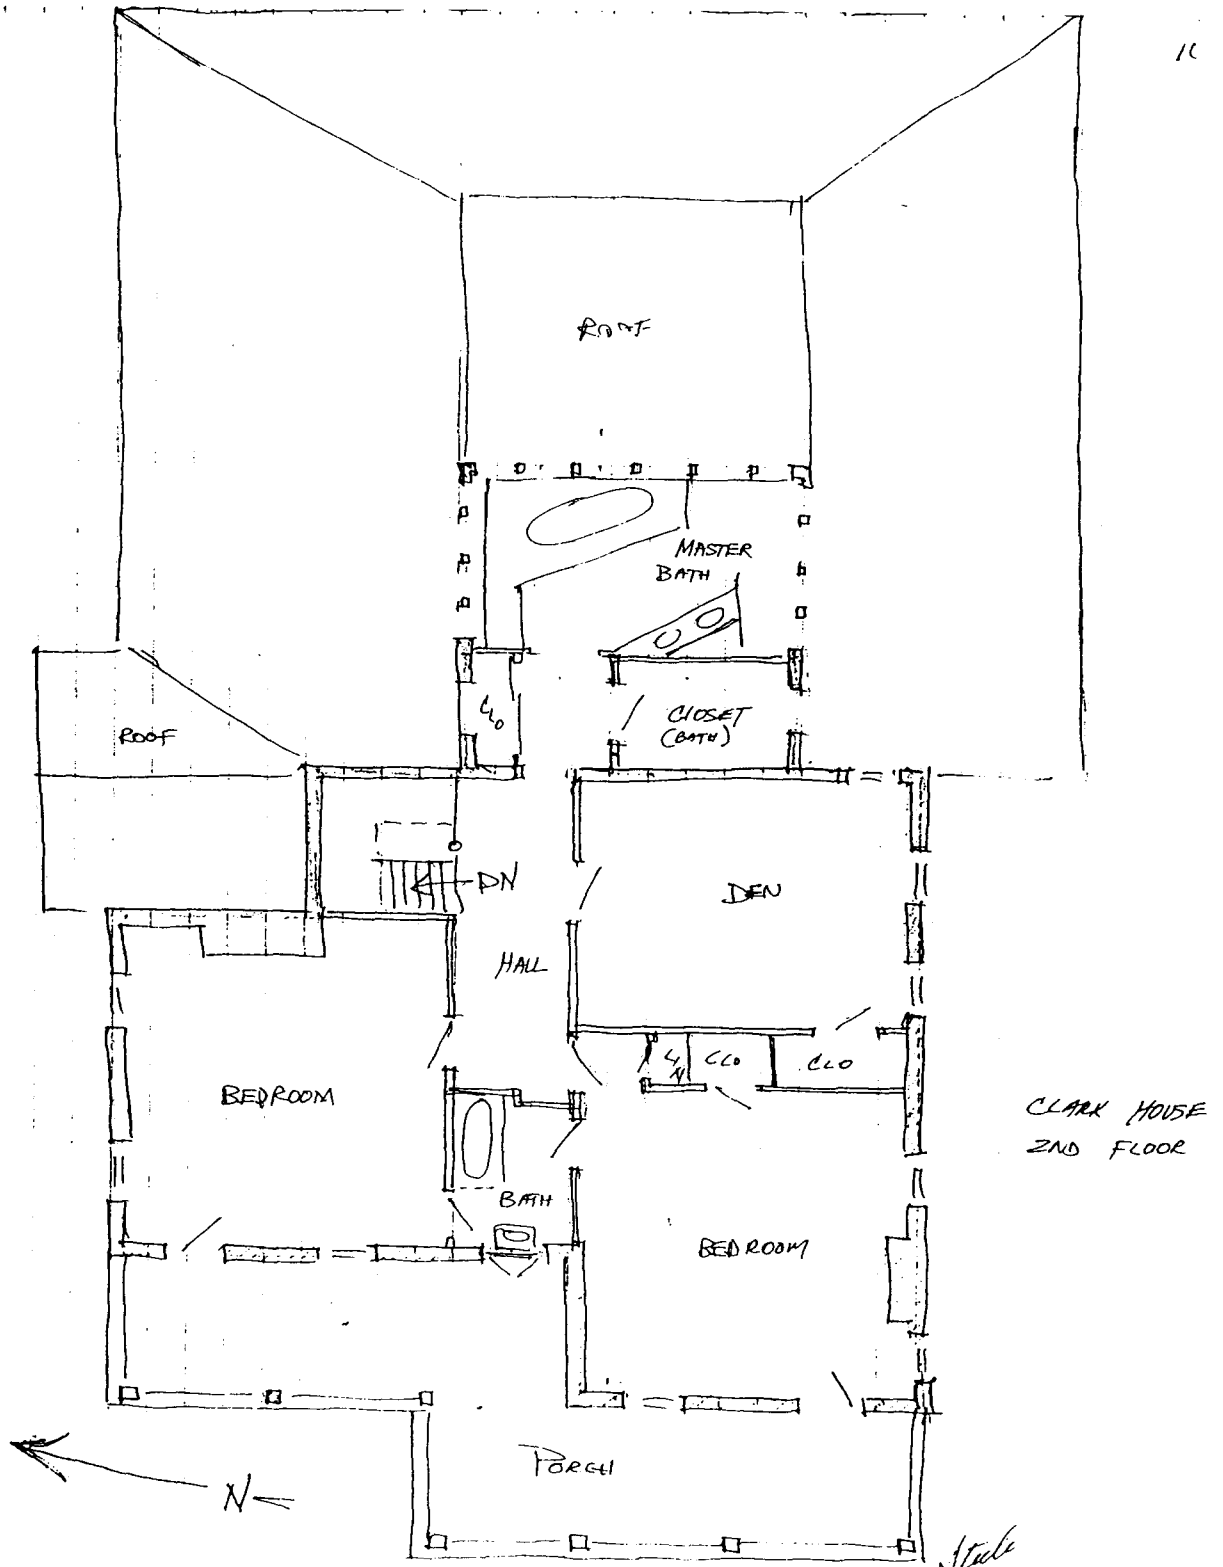 ROOF
MASTER
BATH
CLO
CLOSET
(BATH)
ROOF
DN
DEN
HALL
CLO
CLO
BEDROOM
CLARK HOUSE
2ND FLOOR
BATH
BEDROOM
PORCH
N